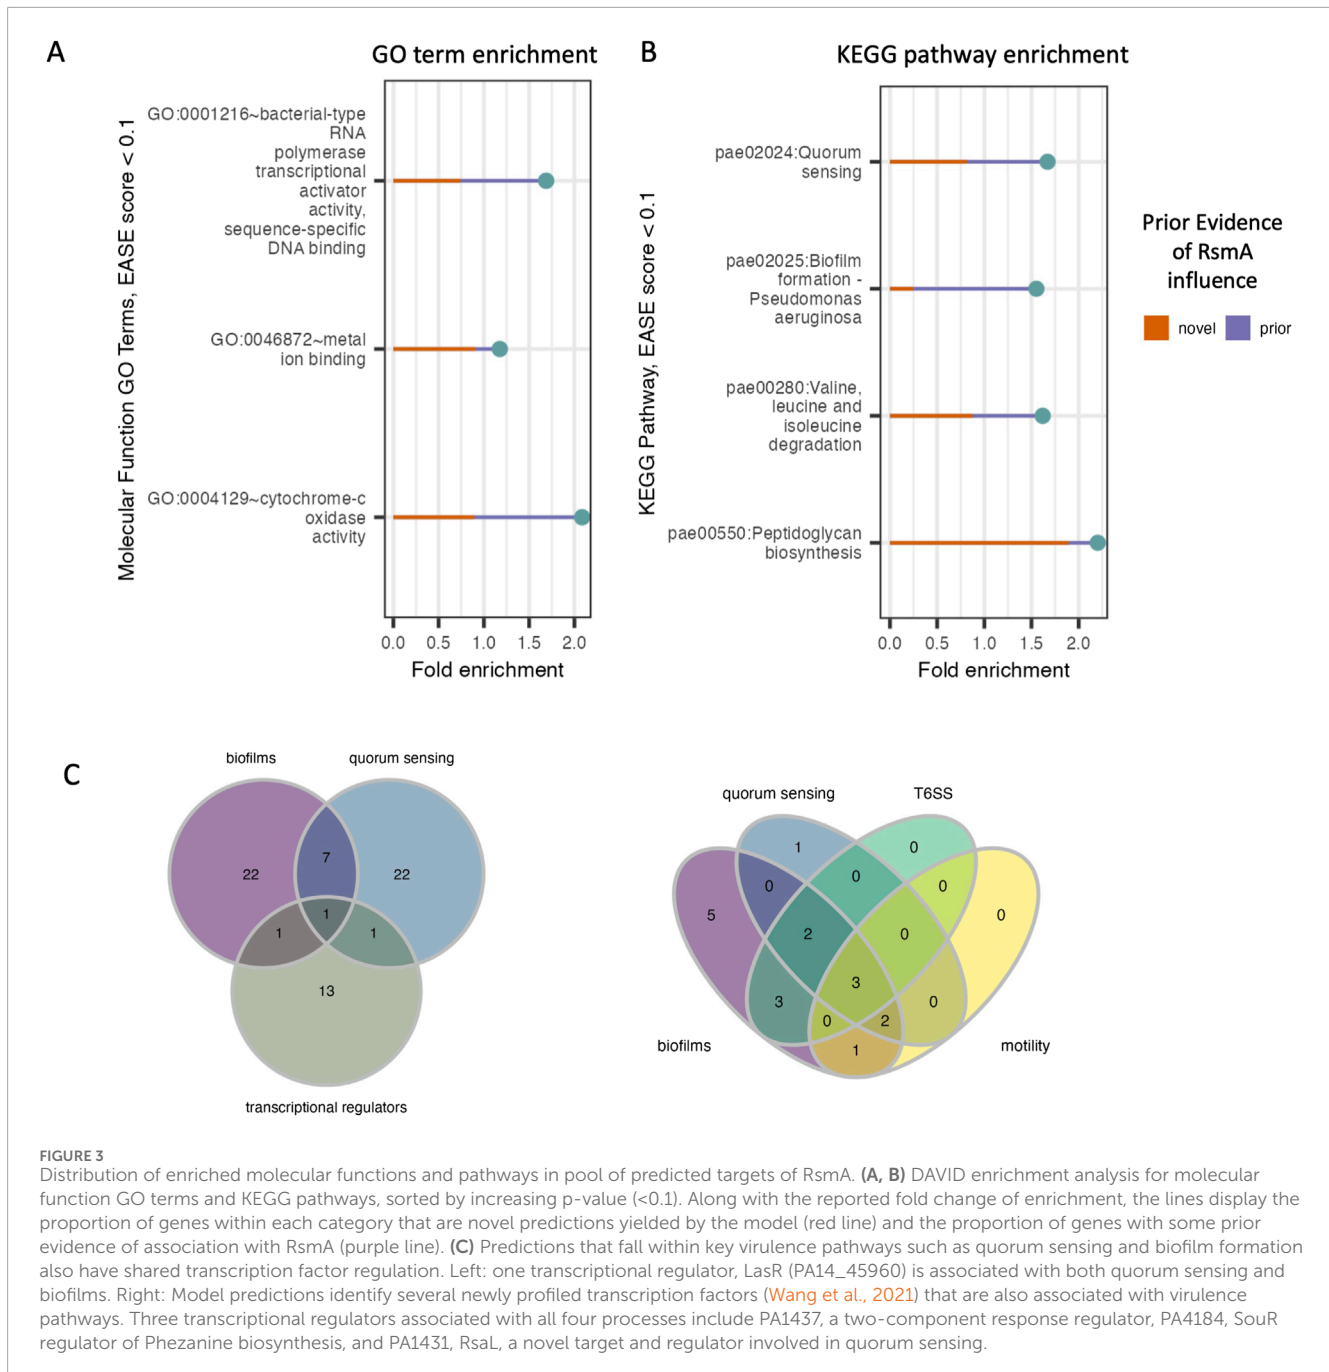 A
GO term enrichment
Molecular Function GO Terms, EASE score < 0.1
GO:0001216~bacterial-type
RNA
polymerase
transcriptional
activator
activity,
sequence-specific
DNA binding
GO:0046872~metal
ion binding
GO:0004129~cytochrome-c
oxidase
activity
0.0 0.5 1.0 1.5 2.0
Fold enrichment
B
KEGG pathway enrichment
KEGG Pathway, EASE score < 0.1
pae02024:Quorum
sensing
pae02025:Biofilm
formation -
Pseudomonas
aeruginosa
pae00280:Valine,
leucine and
isoleucine
degradation
pae00550:Peptidoglycan
biosynthesis
0.0 0.5 1.0 1.5 2.0
Fold enrichment
Prior Evidence
of RsmA
influence
novel prior
C
biofilms quorum sensing
7
22 22
1
1 1
13
transcriptional regulators
quorum sensing T6SS
1 0
0 0 0
5 0
2 0
3
3 0
0 2
1
biofilms motility
FIGURE 3
Distribution of enriched molecular functions and pathways in pool of predicted targets of RsmA. (A, B) DAVID enrichment analysis for molecular
function GO terms and KEGG pathways, sorted by increasing p-value (<0.1). Along with the reported fold change of enrichment, the lines display the
proportion of genes within each category that are novel predictions yielded by the model (red line) and the proportion of genes with some prior
evidence of association with RsmA (purple line). (C) Predictions that fall within key virulence pathways such as quorum sensing and biofilm formation
also have shared transcription factor regulation. Left: one transcriptional regulator, LasR (PA14_45960) is associated with both quorum sensing and
biofilms. Right: Model predictions identify several newly profiled transcription factors (Wang et al., 2021) that are also associated with virulence
pathways. Three transcriptional regulators associated with all four processes include PA1437, a two-component response regulator, PA4184, SouR
regulator of Phezanine biosynthesis, and PA1431, RsaL, a novel target and regulator involved in quorum sensing.